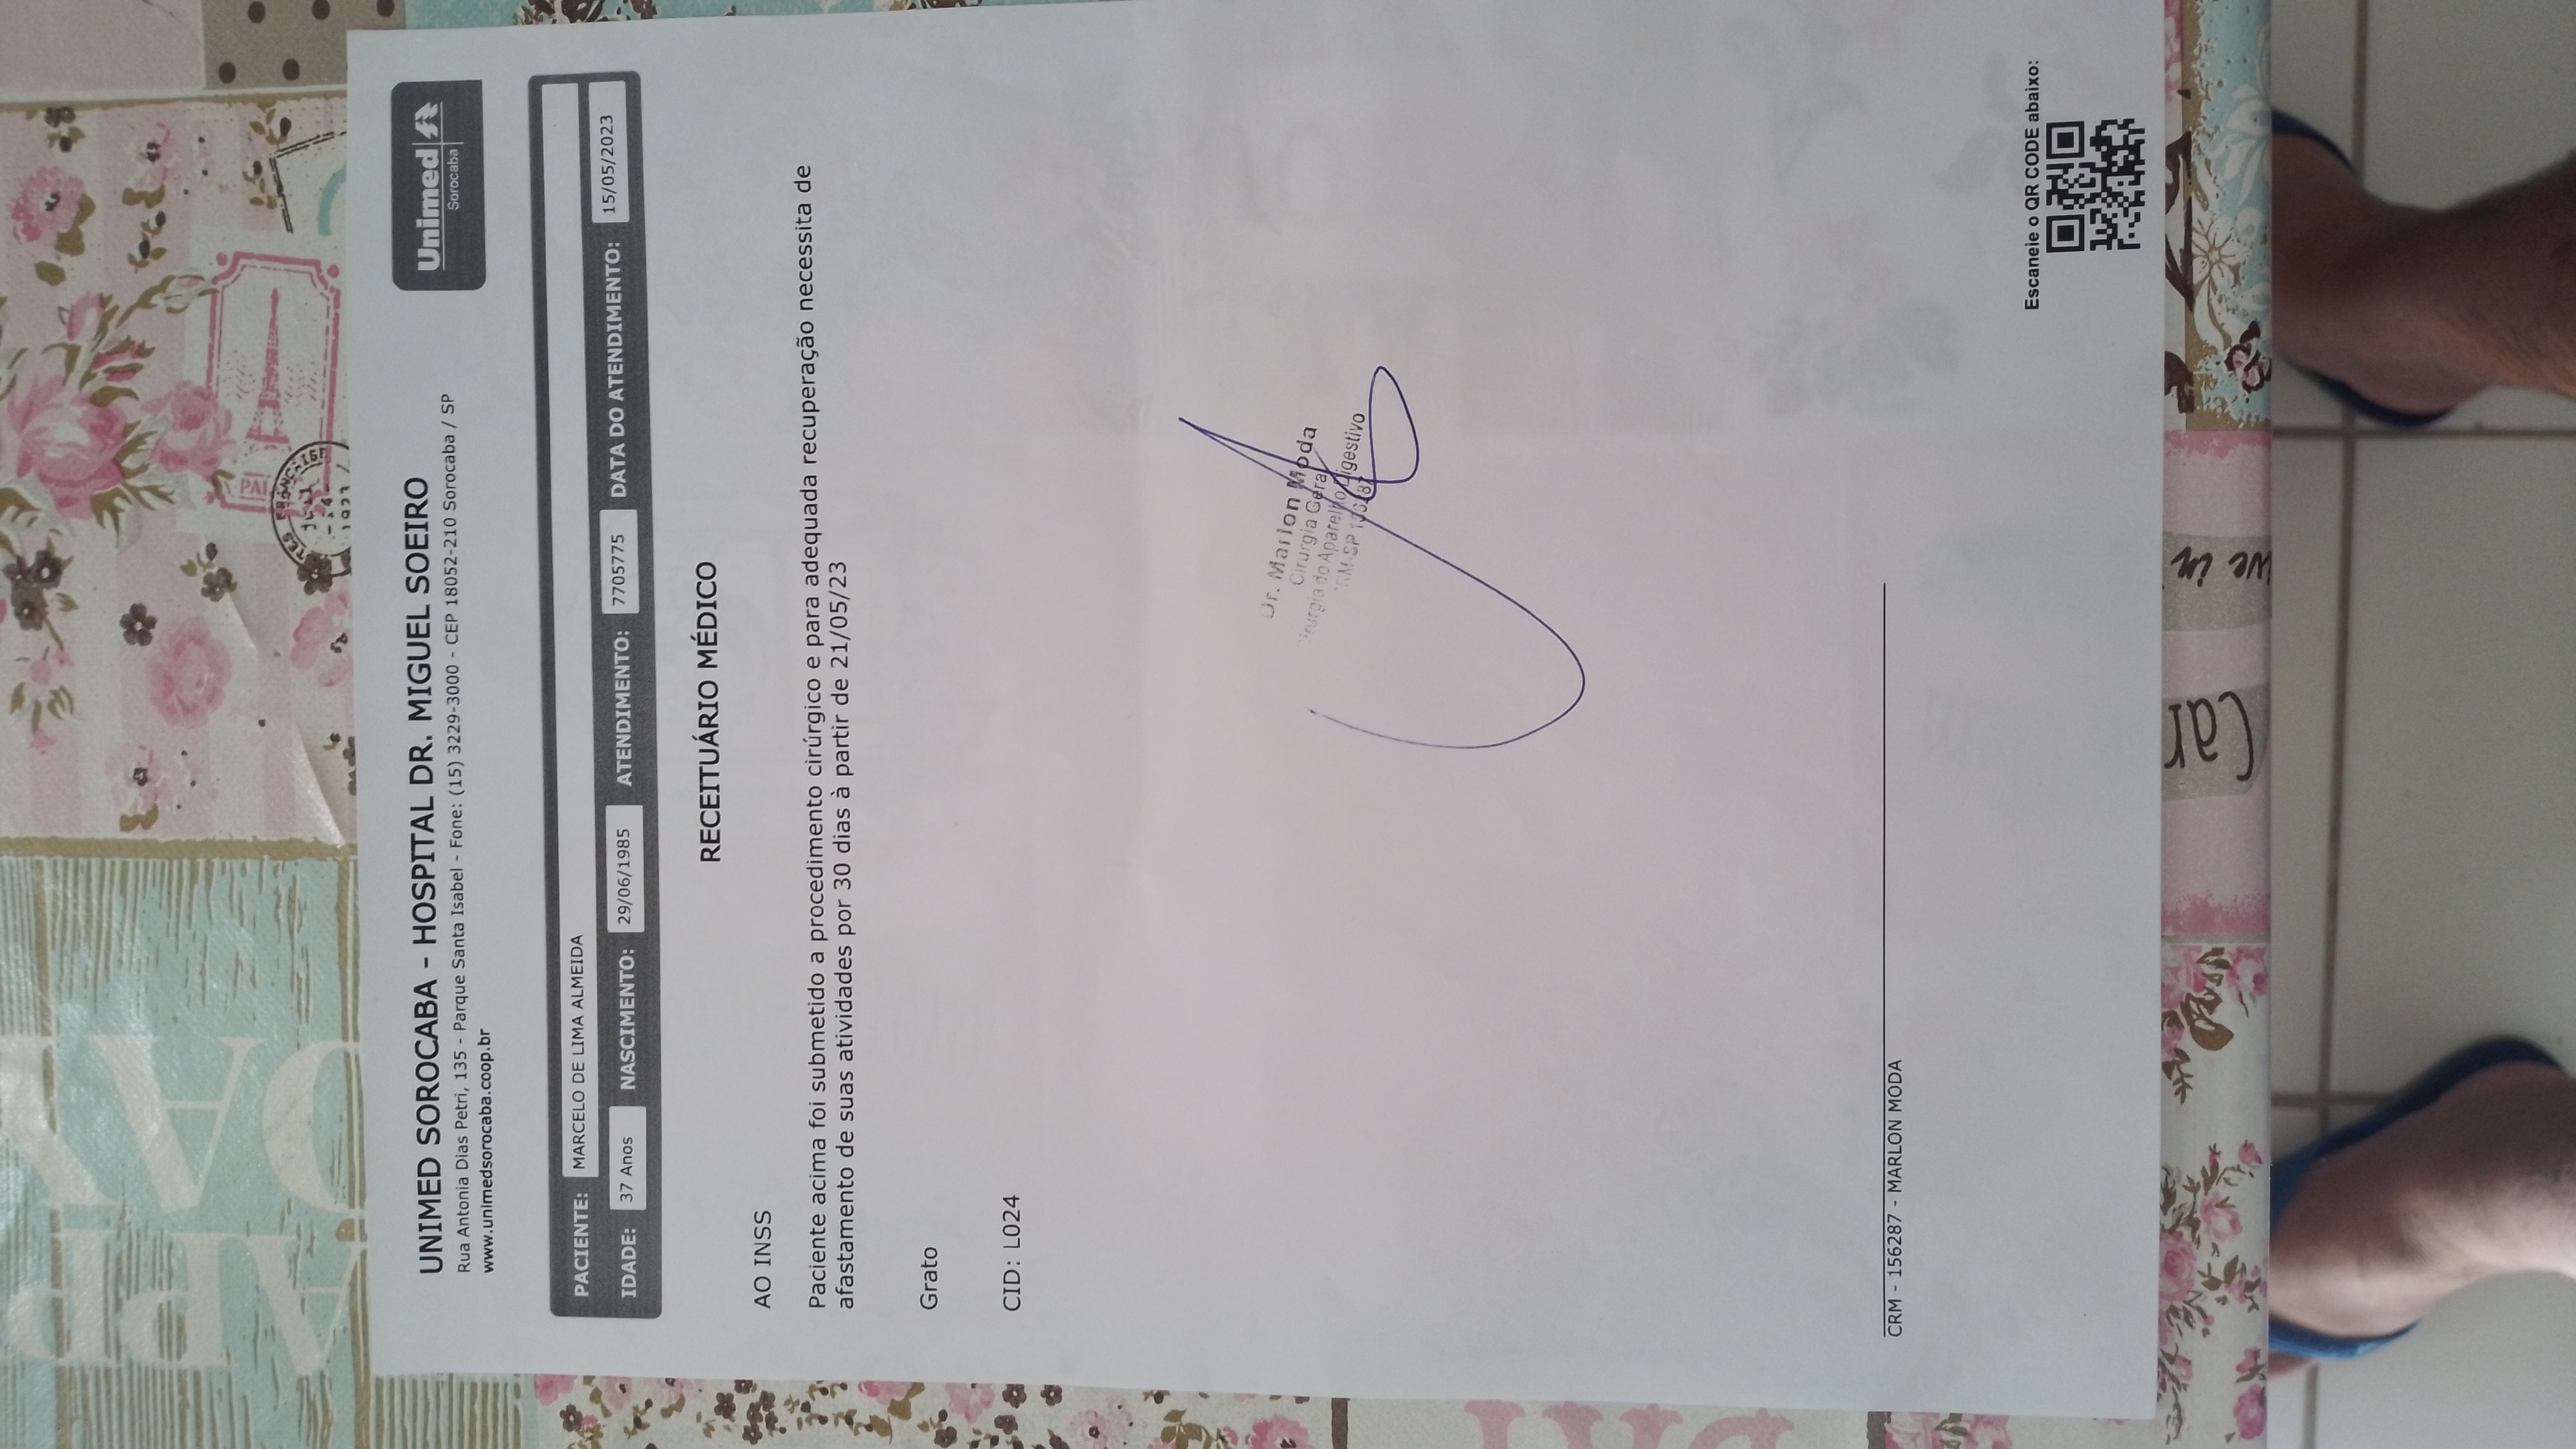 UNIMED SOROCABA - HOSPITAL DR. MIGUEL SOEIRO
Rua Antonia Dias Petri, 135 - Parque Santa Isabel - Fone: (15) 3229-3000 - CEP 18052-210 Sorocaba / SP
www.unimedsorocaba.coop.br
Unimed
Sorocaba
PACIENTE: MARCELO DE LIMA ALMEIDA
IDADE: 37 Anos NASCIMENTO: 29/06/1985 ATENDIMENTO: 7705775 DATA DO ATENDIMENTO: 15/05/2023
RECEITUÁRIO MÉDICO
AO INSS
Paciente acima foi submetido a procedimento cirúrgico e para adequada recuperação necessita de
afastamento de suas atividades por 30 dias à partir de 21/05/23
Grato
CID: L024
Dr. Marlon Moda
Cirurgia Geral
Cirurgia do Aparelho Digestivo
CRM-SP
CRM - 156287 - MARLON MODA
Escaneie o QR CODE abaixo:
we in